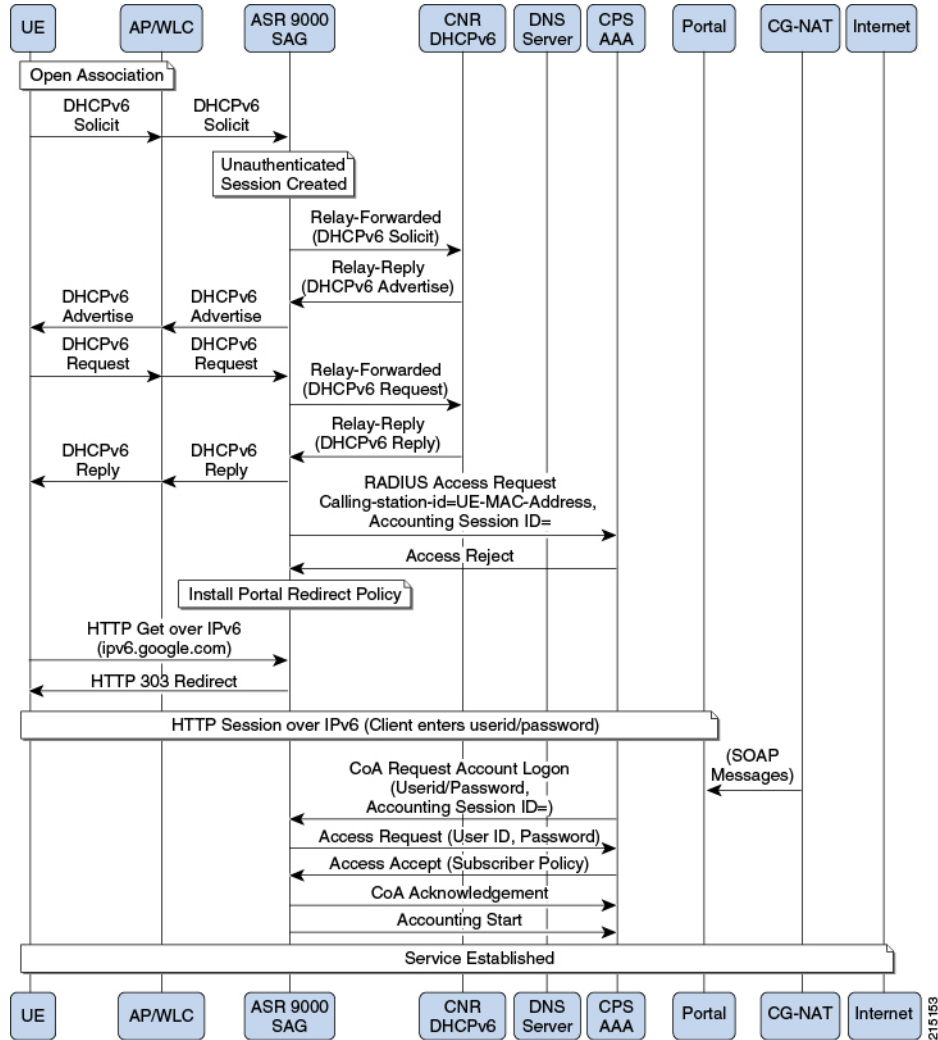 UE
AP/WLC
ASR 9000
SAG
CNR
DHCPv6
DNS
Server
CPS
AAA
Portal
CG-NAT
Internet
Open Association
DHCPv6
Solicit
DHCPv6
Solicit
Unauthenticated
Session Created
Relay-Forwarded
(DHCPv6 Solicit)
Relay-Reply
(DHCPv6 Advertise)
DHCPv6
Advertise
DHCPv6
Advertise
DHCPv6
Request
DHCPv6
Request
Relay-Forwarded
(DHCPv6 Request)
Relay-Reply
(DHCPv6 Reply)
DHCPv6
Reply
DHCPv6
Reply
RADIUS Access Request
Calling-station-id=UE-MAC-Address,
Accounting Session ID=
Access Reject
Install Portal Redirect Policy
HTTP Get over IPv6
(ipv6.google.com)
HTTP 303 Redirect
HTTP Session over IPv6 (Client enters userid/password)
(SOAP
Messages)
CoA Request Account Logon
(Userid/Password,
Accounting Session ID=)
Access Request (User ID, Password)
Access Accept (Subscriber Policy)
CoA Acknowledgement
Accounting Start
Service Established
UE
AP/WLC
ASR 9000
SAG
CNR
DHCPv6
DNS
Server
CPS
AAA
Portal
CG-NAT
Internet
215153